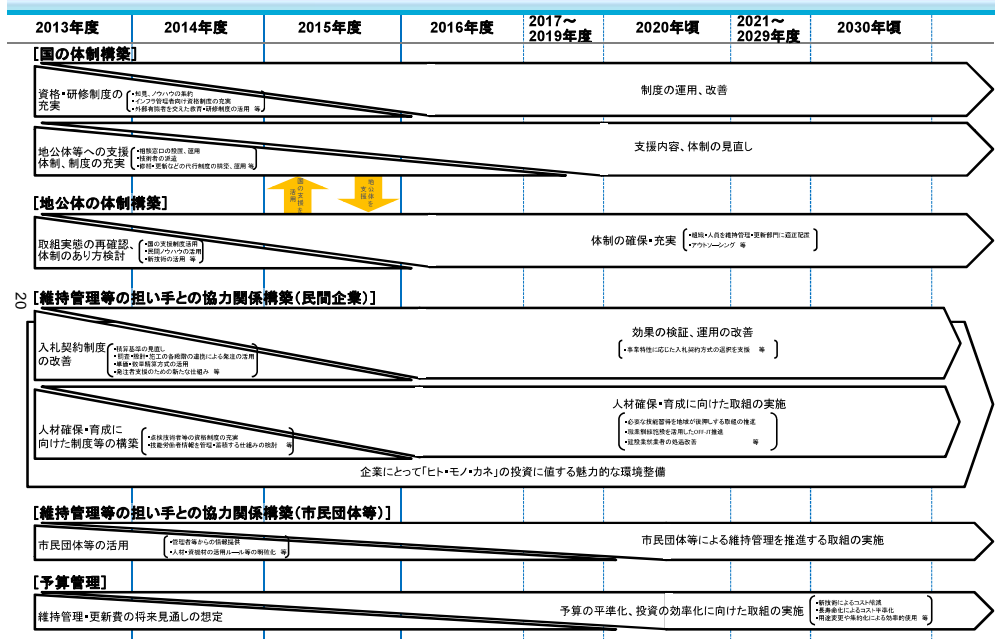 2013年度 2014年度 2015年度 2016年度 2017～2019年度 2020年頃 2021～2029年度 2030年頃
[国の体制構築]
資格・研修制度の
充実
・知見、ノウハウの集約
・インフラ管理者向け資格制度の充実
・外部有識者を交えた教育・研修制度の活用 等
制度の運用、改善
地公体等への支援
体制、制度の充実
・相談窓口の設置、運用
・技術者の派遣
・修繕・更新などの代行制度の構築、運用 等
支援内容、体制の見直し
国の支援を
活用
地公体を
支援
[地公体の体制構築]
取組実態の再確認、
体制のあり方検討
・国の支援制度活用
・民間ノウハウの活用
・新技術の活用 等
体制の確保・充実
・組織・人員を維持管理・更新部門に適正配置
・アウトソーシング 等
20
[維持管理等の担い手との協力関係構築(民間企業)]
入札契約制度
の改善
・積算基準の見直し
・調査・設計・施工の各段階の連携による発注の活用
・単価・数率精算方式の活用
・発注者支援のための新たな仕組み 等
効果の検証、運用の改善
・事業特性に応じた入札契約方式の選択を支援 等
人材確保・育成に
向けた制度等の構築
・点検技術者等の資格制度の充実
・技能労働者情報を管理・蓄積する仕組みの検討 等
人材確保・育成に向けた取組の実施
・必要な技能習得を地域が後押しする取組の推進
・職業訓練施設を活用したOFF-JT推進
・建設業就業者の処遇改善 等
企業にとって「ヒト・モノ・カネ」の投資に値する魅力的な環境整備
[維持管理等の担い手との協力関係構築(市民団体等)]
市民団体等の活用
・管理者等からの情報提供
・人材・資機材の活用ルール等の明確化 等
市民団体等による維持管理を推進する取組の実施
[予算管理]
維持管理・更新費の将来見通しの想定
予算の平準化、投資の効率化に向けた取組の実施
・新技術によるコスト縮減
・長寿命化によるコスト平準化
・用途変更や集約化による効率的使用 等